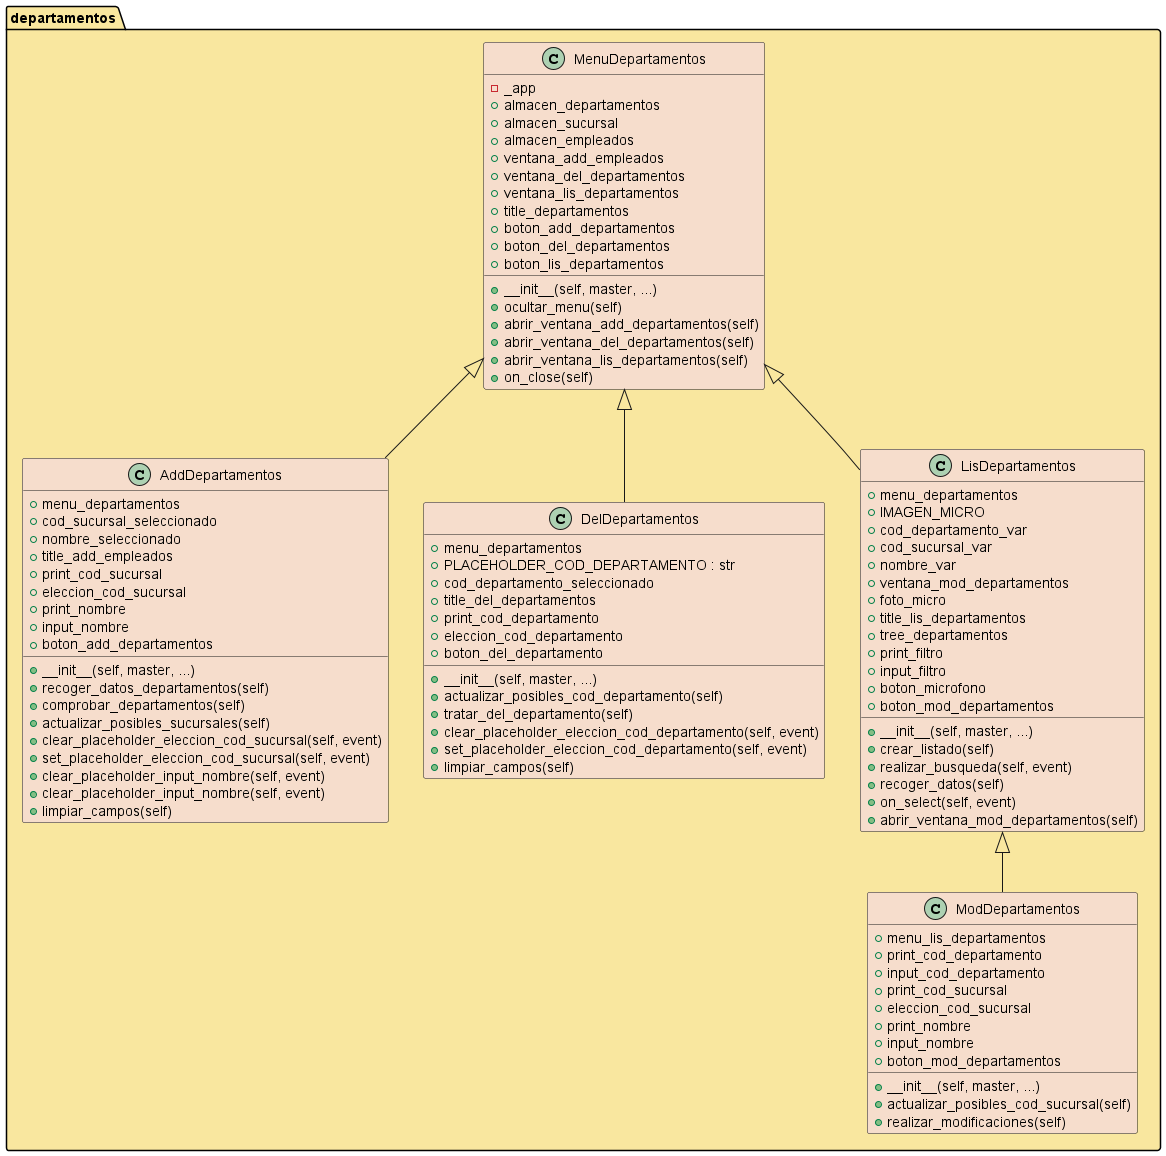 departamentos
C MenuDepartamentos
_app
almacen_departamentos
almacen_sucursal
almacen_empleados
ventana_add_empleados
ventana_del_departamentos
ventana_lis_departamentos
title_departamentos
boton_add_departamentos
boton_del_departamentos
boton_lis_departamentos
__init__(self, master, ...)
ocultar_menu(self)
abrir_ventana_add_departamentos(self)
abrir_ventana_del_departamentos(self)
abrir_ventana_lis_departamentos(self)
on_close(self)
C AddDepartamentos
menu_departamentos
cod_sucursal_seleccionado
nombre_seleccionado
title_add_empleados
print_cod_sucursal
eleccion_cod_sucursal
print_nombre
input_nombre
boton_add_departamentos
__init__(self, master, ...)
recoger_datos_departamentos(self)
comprobar_departamentos(self)
actualizar_posibles_sucursales(self)
clear_placeholder_eleccion_cod_sucursal(self, event)
set_placeholder_eleccion_cod_sucursal(self, event)
clear_placeholder_input_nombre(self, event)
clear_placeholder_input_nombre(self, event)
limpiar_campos(self)
C DelDepartamentos
menu_departamentos
PLACEHOLDER_COD_DEPARTAMENTO : str
cod_departamento_seleccionado
title_del_departamentos
print_cod_departamento
eleccion_cod_departamento
boton_del_departamento
__init__(self, master, ...)
actualizar_posibles_cod_departamento(self)
tratar_del_departamento(self)
clear_placeholder_eleccion_cod_departamento(self, event)
set_placeholder_eleccion_cod_departamento(self, event)
limpiar_campos(self)
C LisDepartamentos
menu_departamentos
IMAGEN_MICRO
cod_departamento_var
cod_sucursal_var
nombre_var
ventana_mod_departamentos
foto_micro
title_lis_departamentos
tree_departamentos
print_filtro
input_filtro
boton_microfono
boton_mod_departamentos
__init__(self, master, ...)
crear_listado(self)
realizar_busqueda(self, event)
recoger_datos(self)
on_select(self, event)
abrir_ventana_mod_departamentos(self)
C ModDepartamentos
menu_lis_departamentos
print_cod_departamento
input_cod_departamento
print_cod_sucursal
eleccion_cod_sucursal
print_nombre
input_nombre
boton_mod_departamentos
__init__(self, master, ...)
actualizar_posibles_cod_sucursal(self)
realizar_modificaciones(self)